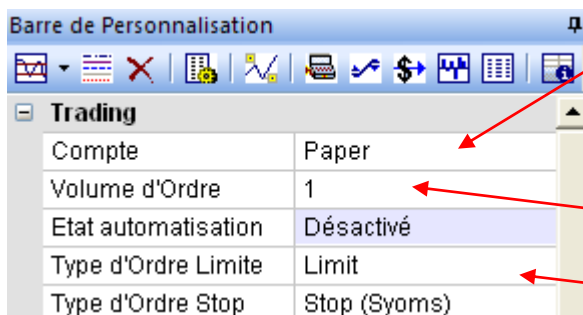 Barre de Personnalisation
Trading
Compte Paper
Volume d'Ordre 1
Etat automatisation Désactivé
Type d'Ordre Limite Limit
Type d'Ordre Stop Stop (Syoms)